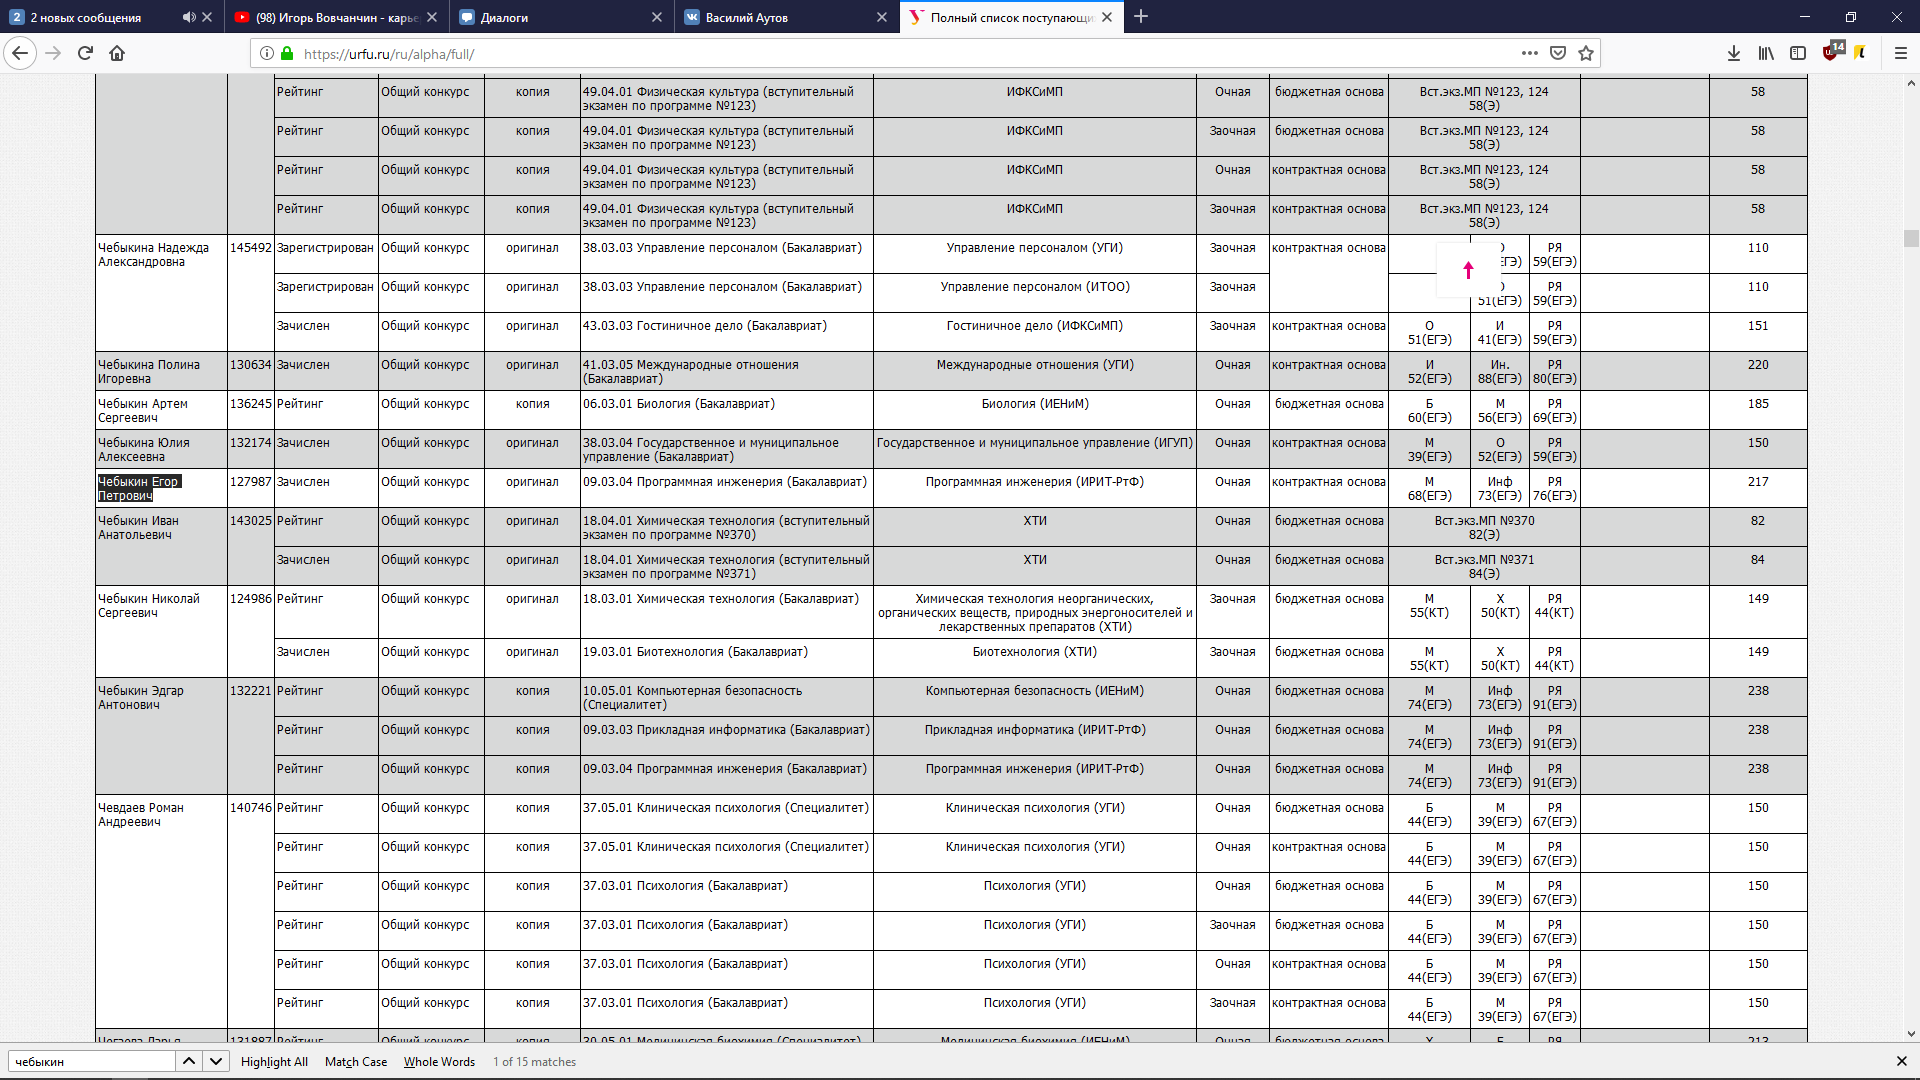 2 новых сообщения
(98) Игорь Вовчанчин - карье
Диалоги
Василий Аутов
Полный список поступающи
https://urfu.ru/ru/alpha/full/
14
Рейтинг Общий конкурс копия 49.04.01 Физическая культура (вступительный экзамен по программе №123) ИФКСиМП Очная бюджетная основа Вст.экз.МП №123, 124 58(Э) 58
Рейтинг Общий конкурс копия 49.04.01 Физическая культура (вступительный экзамен по программе №123) ИФКСиМП Заочная бюджетная основа Вст.экз.МП №123, 124 58(Э) 58
Рейтинг Общий конкурс копия 49.04.01 Физическая культура (вступительный экзамен по программе №123) ИФКСиМП Очная контрактная основа Вст.экз.МП №123, 124 58(Э) 58
Рейтинг Общий конкурс копия 49.04.01 Физическая культура (вступительный экзамен по программе №123) ИФКСиМП Заочная контрактная основа Вст.экз.МП №123, 124 58(Э) 58
Чебыкина Надежда Александровна 145492 Зарегистрирован Общий конкурс оригинал 38.03.03 Управление персоналом (Бакалавриат) Управление персоналом (УГИ) Заочная контрактная основа РЯ 59(ЕГЭ) 110
Зарегистрирован Общий конкурс оригинал 38.03.03 Управление персоналом (Бакалавриат) Управление персоналом (ИТОО) Заочная 51(ЕГЭ) РЯ 59(ЕГЭ) 110
Зачислен Общий конкурс оригинал 43.03.03 Гостиничное дело (Бакалавриат) Гостиничное дело (ИФКСиМП) Заочная контрактная основа О 51(ЕГЭ) И 41(ЕГЭ) РЯ 59(ЕГЭ) 151
Чебыкина Полина Игоревна 130634 Зачислен Общий конкурс оригинал 41.03.05 Международные отношения (Бакалавриат) Международные отношения (УГИ) Очная контрактная основа И 52(ЕГЭ) Ин. 88(ЕГЭ) РЯ 80(ЕГЭ) 220
Чебыкин Артем Сергеевич 136245 Рейтинг Общий конкурс копия 06.03.01 Биология (Бакалавриат) Биология (ИЕНиМ) Очная бюджетная основа Б 60(ЕГЭ) М 56(ЕГЭ) РЯ 69(ЕГЭ) 185
Чебыкина Юлия Алексеевна 132174 Зачислен Общий конкурс оригинал 38.03.04 Государственное и муниципальное управление (Бакалавриат) Государственное и муниципальное управление (ИГУП) Очная контрактная основа М 39(ЕГЭ) О 52(ЕГЭ) РЯ 59(ЕГЭ) 150
Чебыкин Егор Петрович 127987 Зачислен Общий конкурс оригинал 09.03.04 Программная инженерия (Бакалавриат) Программная инженерия (ИРИТ-РтФ) Очная контрактная основа М 68(ЕГЭ) Инф 73(ЕГЭ) РЯ 76(ЕГЭ) 217
Чебыкин Иван Анатольевич 143025 Рейтинг Общий конкурс оригинал 18.04.01 Химическая технология (вступительный экзамен по программе №370) ХТИ Очная бюджетная основа Вст.экз.МП №370 82(Э) 82
Зачислен Общий конкурс оригинал 18.04.01 Химическая технология (вступительный экзамен по программе №371) ХТИ Очная бюджетная основа Вст.экз.МП №371 84(Э) 84
Чебыкин Николай Сергеевич 124986 Рейтинг Общий конкурс оригинал 18.03.01 Химическая технология (Бакалавриат) Химическая технология неорганических, органических веществ, природных энергоносителей и лекарственных препаратов (ХТИ) Заочная бюджетная основа М 55(КТ) Х 50(КТ) РЯ 44(КТ) 149
Зачислен Общий конкурс оригинал 19.03.01 Биотехнология (Бакалавриат) Биотехнология (ХТИ) Заочная бюджетная основа М 55(КТ) Х 50(КТ) РЯ 44(КТ) 149
Чебыкин Эдгар Антонович 132221 Рейтинг Общий конкурс копия 10.05.01 Компьютерная безопасность (Специалитет) Компьютерная безопасность (ИЕНиМ) Очная бюджетная основа М 74(ЕГЭ) Инф 73(ЕГЭ) РЯ 91(ЕГЭ) 238
Рейтинг Общий конкурс копия 09.03.03 Прикладная информатика (Бакалавриат) Прикладная информатика (ИРИТ-РтФ) Очная бюджетная основа М 74(ЕГЭ) Инф 73(ЕГЭ) РЯ 91(ЕГЭ) 238
Рейтинг Общий конкурс копия 09.03.04 Программная инженерия (Бакалавриат) Программная инженерия (ИРИТ-РтФ) Очная бюджетная основа М 74(ЕГЭ) Инф 73(ЕГЭ) РЯ 91(ЕГЭ) 238
Чевдаев Роман Андреевич 140746 Рейтинг Общий конкурс копия 37.05.01 Клиническая психология (Специалитет) Клиническая психология (УГИ) Очная бюджетная основа Б 44(ЕГЭ) М 39(ЕГЭ) РЯ 67(ЕГЭ) 150
Рейтинг Общий конкурс копия 37.05.01 Клиническая психология (Специалитет) Клиническая психология (УГИ) Очная контрактная основа Б 44(ЕГЭ) М 39(ЕГЭ) РЯ 67(ЕГЭ) 150
Рейтинг Общий конкурс копия 37.03.01 Психология (Бакалавриат) Психология (УГИ) Очная бюджетная основа Б 44(ЕГЭ) М 39(ЕГЭ) РЯ 67(ЕГЭ) 150
Рейтинг Общий конкурс копия 37.03.01 Психология (Бакалавриат) Психология (УГИ) Заочная бюджетная основа Б 44(ЕГЭ) М 39(ЕГЭ) РЯ 67(ЕГЭ) 150
Рейтинг Общий конкурс копия 37.03.01 Психология (Бакалавриат) Психология (УГИ) Очная контрактная основа Б 44(ЕГЭ) М 39(ЕГЭ) РЯ 67(ЕГЭ) 150
Рейтинг Общий конкурс копия 37.03.01 Психология (Бакалавриат) Психология (УГИ) Заочная контрактная основа Б 44(ЕГЭ) М 39(ЕГЭ) РЯ 67(ЕГЭ) 150
Чегаева Дарья 131887 Рейтинг Общий конкурс копия 30.05.01 Медицинская биохимия (Специалитет) Медицинская биохимия (ИЕНиМ) Очная бюджетная основа Х РЯ 213
чебыкин Highlight All Match Case Whole Words 1 of 15 matches